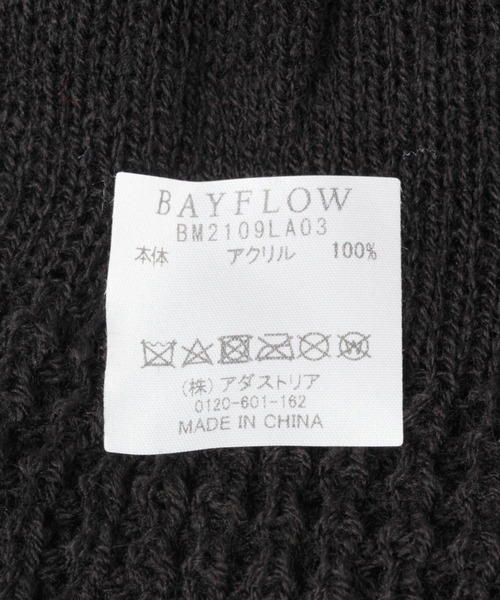 BAYFLOW
BM2109LA03
本体 アクリル 100%
(株) アダストリア
0120-601-162
MADE IN CHINA